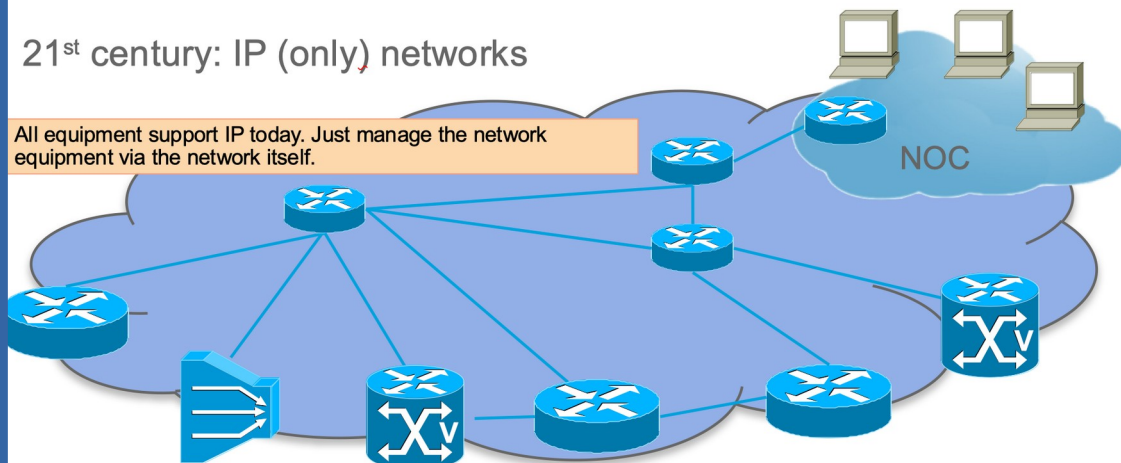 21st century: IP (only) networks
All equipment support IP today. Just manage the network
equipment via the network itself.
NOC
V
V